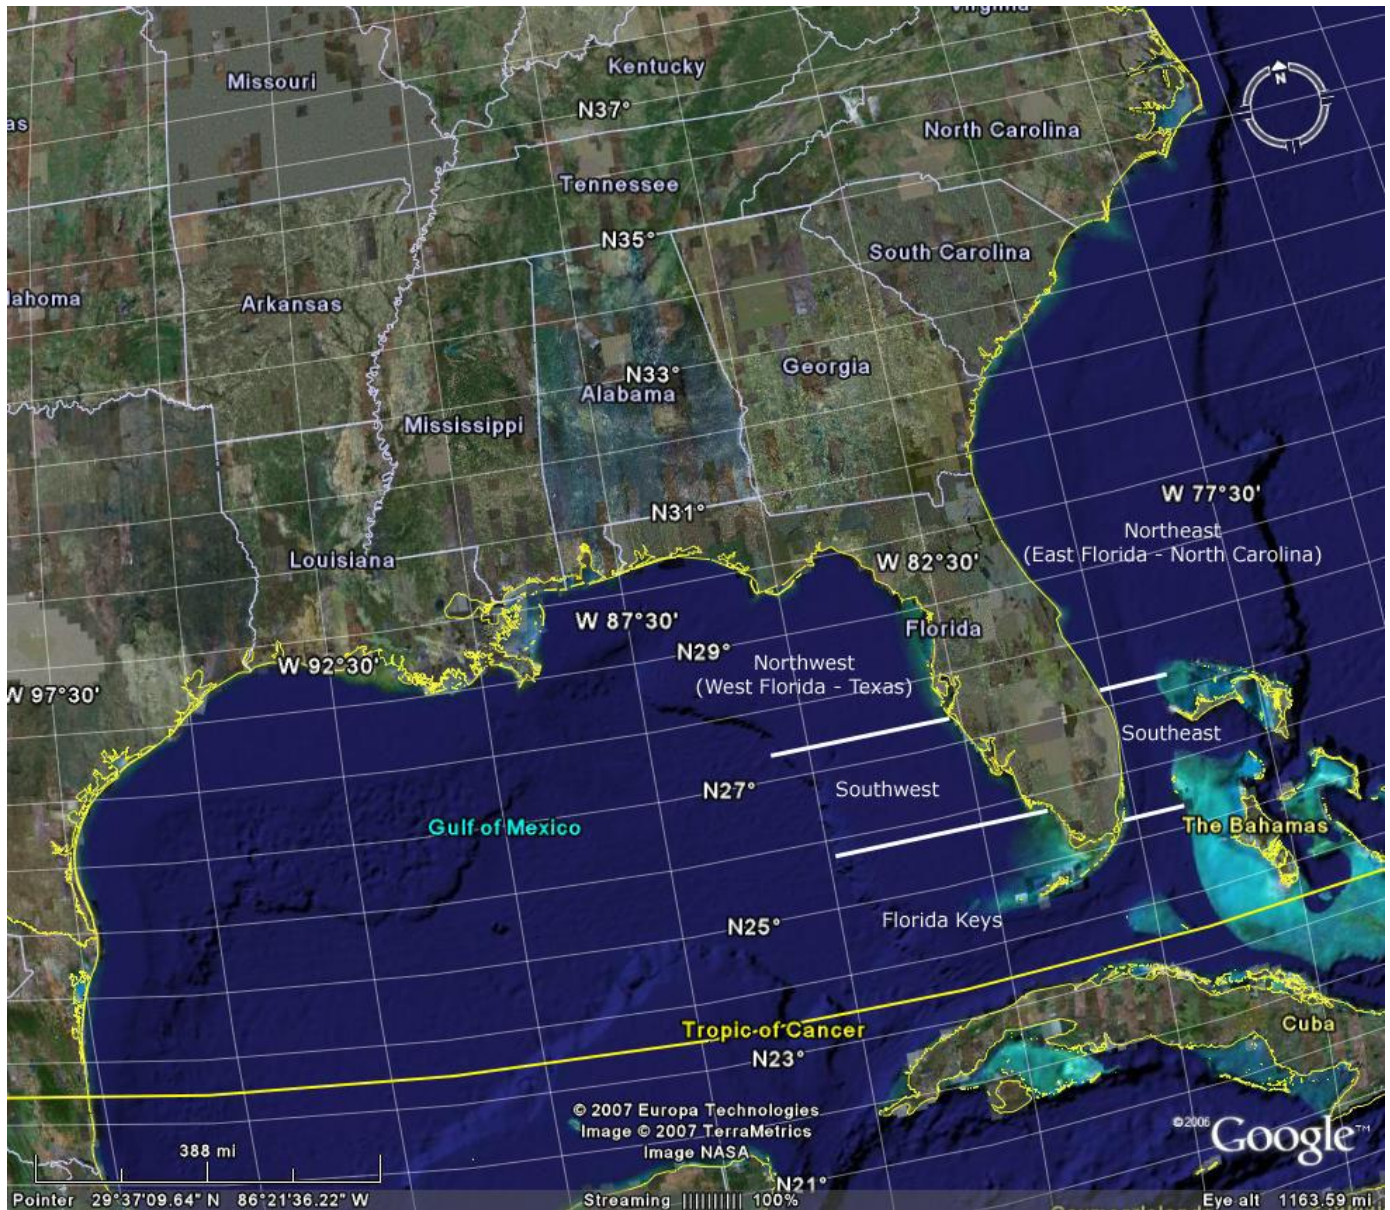 Virginia
Missouri
Kentucky
N37°
as
North Carolina
N
Tennessee
N35°
South Carolina
lahoma
Arkansas
Georgia
N33°
Alabama
Mississippi
W 77°30'
N31°
Northeast
(East Florida - North Carolina)
Louisiana
W 82°30'
W 87°30'
Florida
N29°
W 92°30'
Northwest
(West Florida - Texas)
W 97°30'
Southeast
N27°
Southwest
Gulf of Mexico
The Bahamas
N25°
Florida Keys
Tropic of Cancer
Cuba
N23°
© 2007 Europa Technologies
Image © 2007 TerraMetrics
Image NASA
©2006 Google™
388 mi
N21°
Pointer 29°37'09.64" N 86°21'36.22" W
Streaming |||||||||| 100%
Eye alt 1163.59 mi